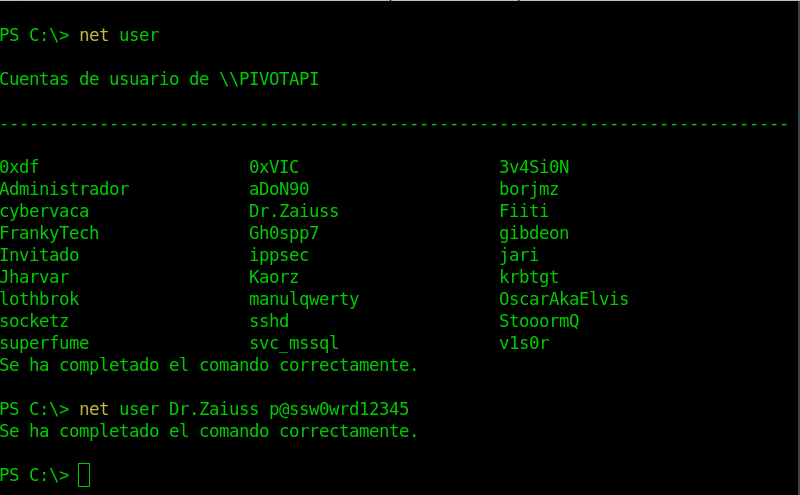 PS C:\> net user
Cuentas de usuario de \\PIVOTAPI
-------------------------------------------------------------------------------
0xdf 0xVIC 3v4Si0N
Administrador aDoN90 borjmz
cybervaca Dr.Zaiuss Fiiti
FrankyTech Gh0spp7 gibdeon
Invitado ippsec jari
Jharvar Kaorz krbtgt
lothbrok manulqwerty OscarAkaElvis
socketz sshd StooormQ
superfume svc_mssql v1s0r
Se ha completado el comando correctamente.
PS C:\> net user Dr.Zaiuss p@ssw0wrd12345
Se ha completado el comando correctamente.
PS C:\>